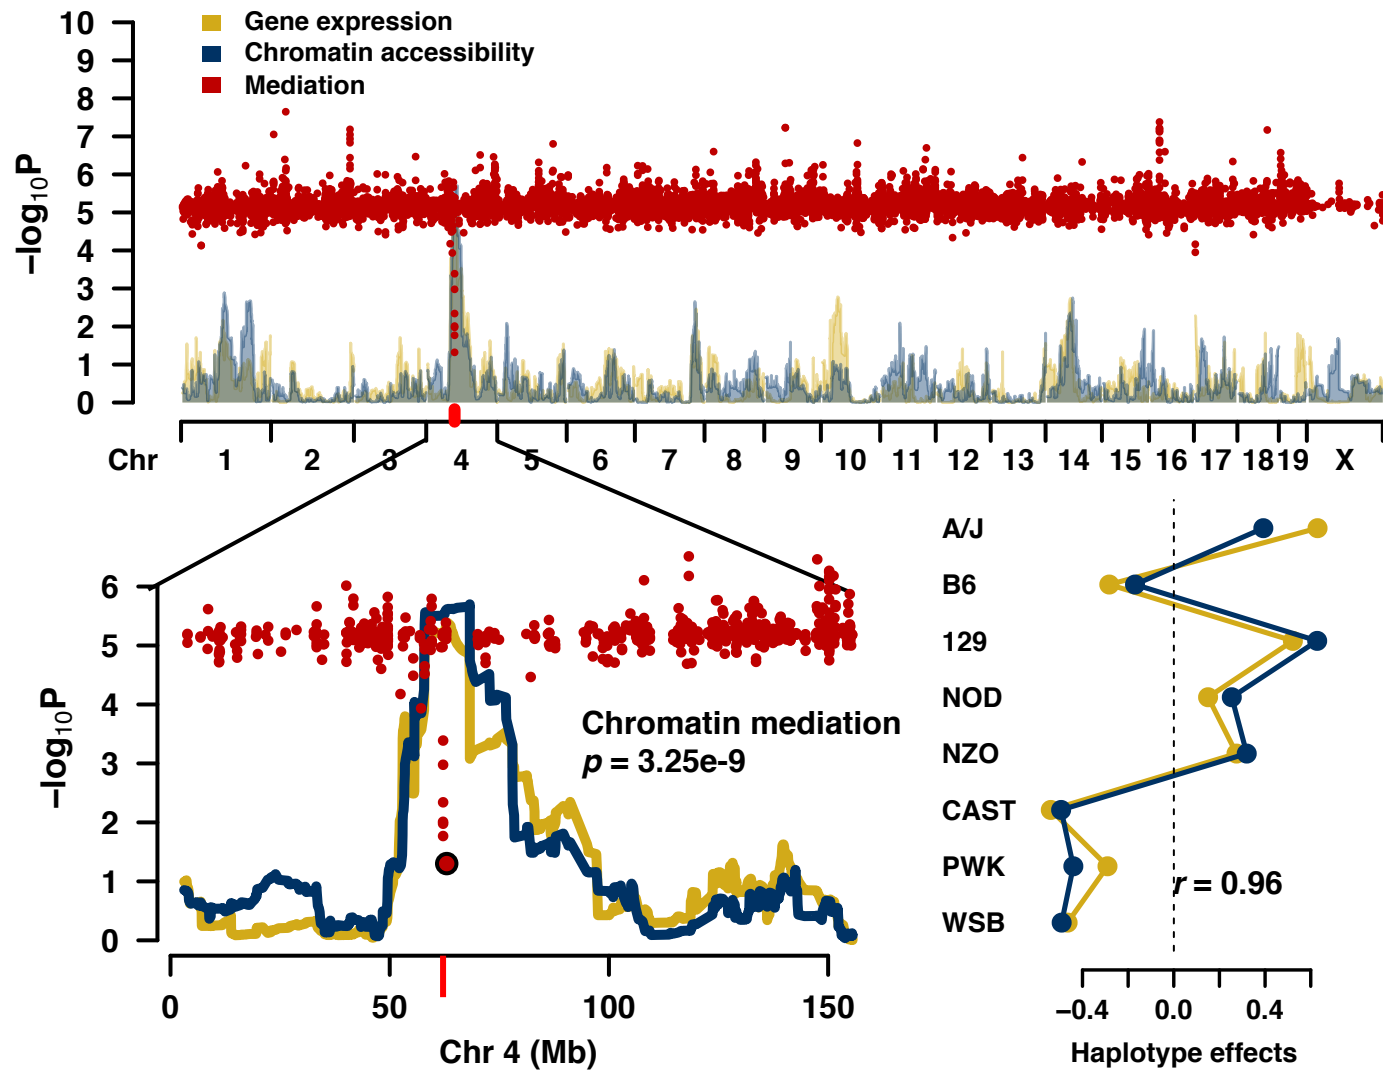 Gene expression
Chromatin accessibility
Mediation
−log₁₀P
10
9
8
7
6
5
4
3
2
1
0
Chr 1 2 3 4 5 6 7 8 9 10 11 12 13 14 15 16 17 18 19 X
−log₁₀P
6
5
4
3
2
1
0
Chromatin mediation
p = 3.25e-9
0 50 100 150
Chr 4 (Mb)
A/J
B6
129
NOD
NZO
CAST
PWK
WSB
r = 0.96
−0.4 0.0 0.4
Haplotype effects